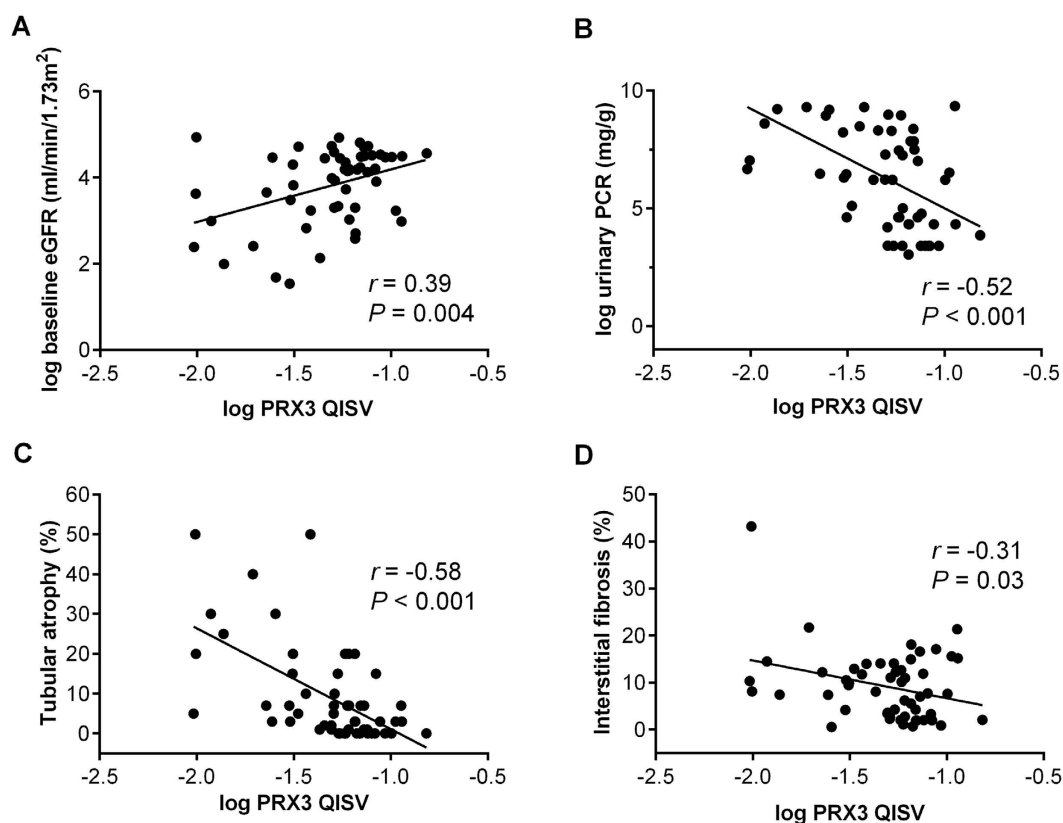 A
log baseline eGFR (ml/min/1.73m²)
6
4
2
0
-2.5 -2.0 -1.5 -1.0 -0.5
log PRX3 QISV
r = 0.39
P = 0.004
B
log urinary PCR (mg/g)
10
5
0
-2.5 -2.0 -1.5 -1.0 -0.5
log PRX3 QISV
r = -0.52
P < 0.001
C
Tubular atrophy (%)
60
50
40
30
20
10
0
-2.5 -2.0 -1.5 -1.0 -0.5
log PRX3 QISV
r = -0.58
P < 0.001
D
Interstitial fibrosis (%)
50
40
30
20
10
0
-2.5 -2.0 -1.5 -1.0 -0.5
log PRX3 QISV
r = -0.31
P = 0.03